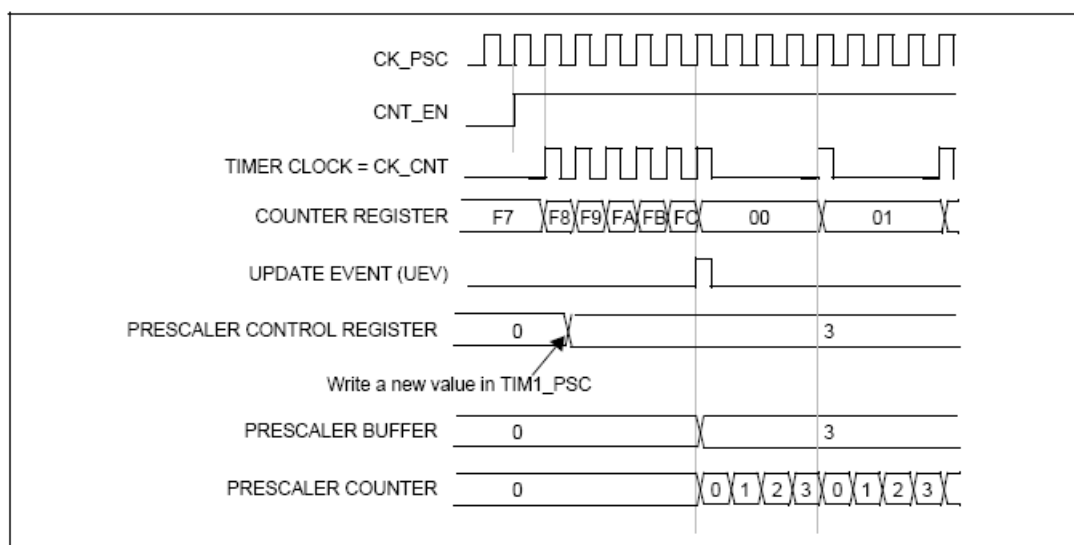 CK_PSC
CNT_EN
TIMER CLOCK = CK_CNT
COUNTER REGISTER F7 F8 F9 FA FB FC 00 01
UPDATE EVENT (UEV)
PRESCALER CONTROL REGISTER 0 3
Write a new value in TIM1_PSC
PRESCALER BUFFER 0 3
PRESCALER COUNTER 0 0 1 2 3 0 1 2 3